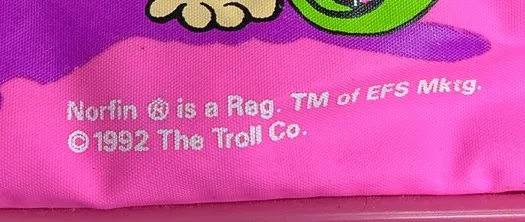 Norfin ® is a Reg. TM of EFS Mktg.
©1992 The Troll Co.